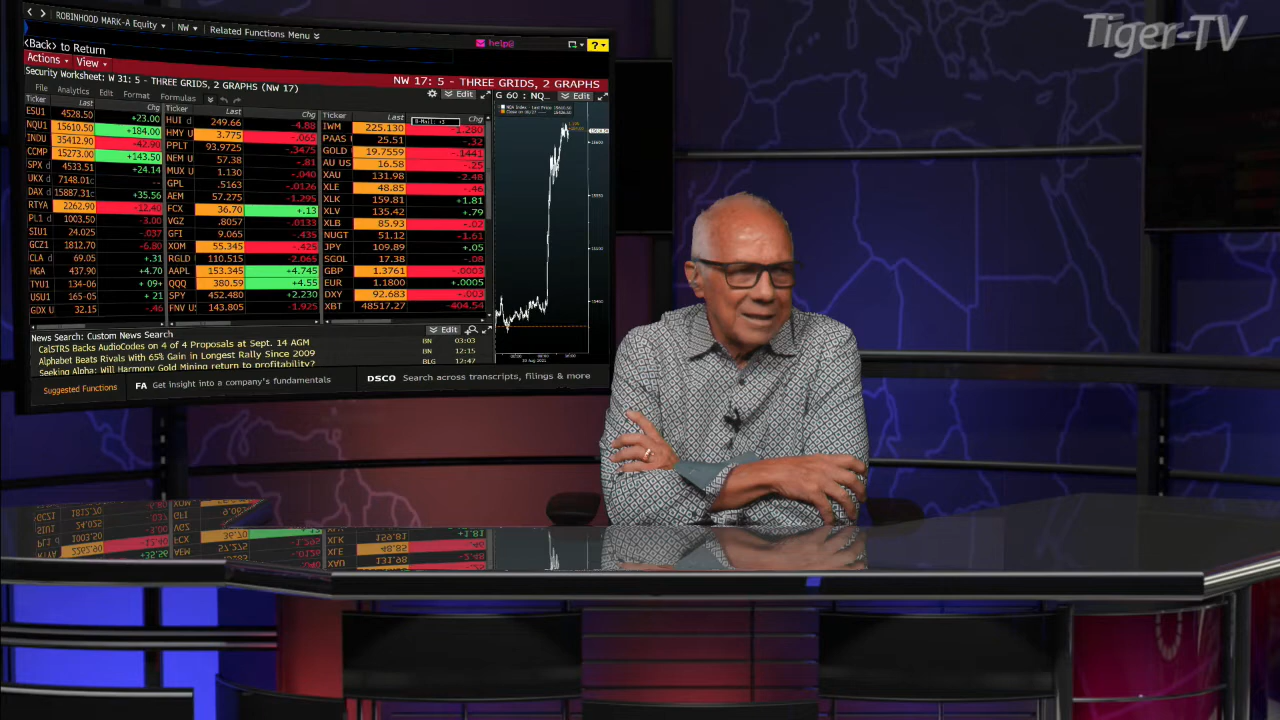 ROBINHOOD MARK-A Equity NW Related Functions Menu
help@
?
Tiger-TV
<Back> to Return
Actions View
NW 17: 5 - THREE GRIDS, 2 GRAPHS
Security Worksheet: W 31: 5 - THREE GRIDS, 2 GRAPHS (NW 17)
File Analytics Edit Format Formulas
Edit
G 60 : NQ... Edit
Ticker Last Chg
ESU1 4528.50 +23.00
NQU1 15610.50 +184.00
INDU 35412.90 -42.90
CCMP 15273.00 +143.50
SPX d 4533.51 +24.14
UKX d 7148.01 --
DAX d 15887.31 +35.56
RTYA 2262.90 -12.40
PL1 d 1003.50 -3.00
SIU1 24.025 -.037
GCZ1 1812.70 -6.80
CLA d 69.05 +.31
HGA 437.90 +4.70
TYU1 134-06 + 09+
USU1 165-05 + 21
GDX U 32.15 -.46
Ticker Last Chg
HUI d 249.66 -4.88
HMY U 3.775 -.065
PPLT 93.9725 -.3475
NEM U 57.38 -.81
MUX U 1.130 -.040
GPL .5163 -.0126
AEM 57.275 -1.295
FCX 36.70 +.13
VGZ .8057 -.0133
GFI 9.065 -.435
XOM 55.345 -.425
RGLD 110.515 -2.065
AAPL 153.345 +4.745
QQQ 380.59 +4.55
SPY 452.480 +2.230
FNV US 143.805 -1.925
Ticker Last Chg
IWM 225.130 -1.280
PAAS 25.51 -.32
GOLD 19.7559 -.1441
AU US 16.58 -.25
XAU 131.98 -2.48
XLE 48.85 -.46
XLK 159.81 +1.81
XLV 135.42 +.79
XLB 85.93 -.07
NUGT 51.12 -1.61
JPY 109.89 +.05
SGOL 17.38 -.08
GBP 1.3761 -.0003
EUR 1.1800 +.0005
DXY 92.683 -.003
XBT 48517.27 -404.54
News Search: Custom News Search
Edit
CalSTRS Backs AudioCodes on 4 of 4 Proposals at Sept. 14 AGM BN 03:03
Alphabet Beats Rivals With 65% Gain in Longest Rally Since 2009 BN 12:15
Seeking Alpha: Will Harmony Gold Mining return to profitability? BLG 12:47
Suggested Functions FA Get insight into a company's fundamentals DSCO Search across transcripts, filings & more